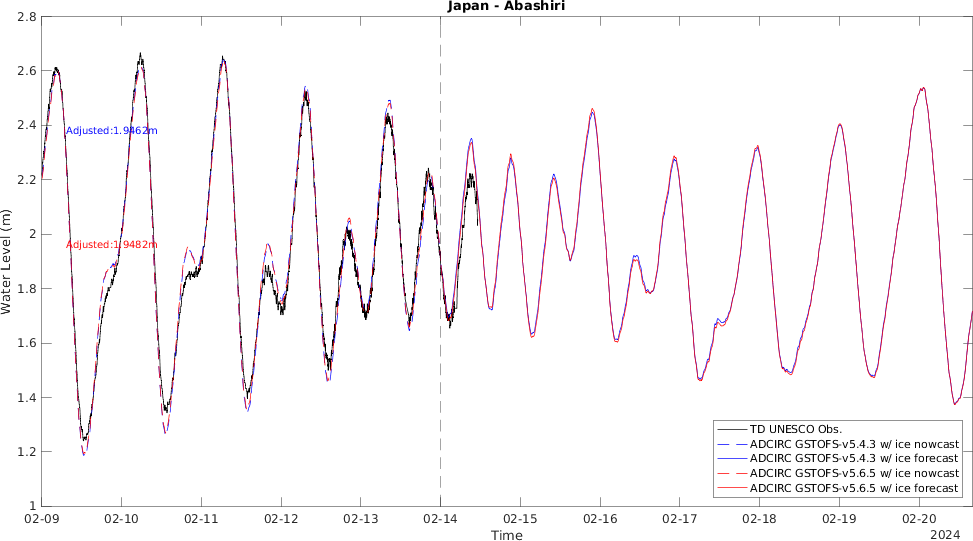 Japan - Abashiri
Water Level (m)
2.8
2.6
2.4
2.2
2
1.8
1.6
1.4
1.2
1
Adjusted:1.9462m
Adjusted:1.9482m
TD UNESCO Obs.
ADCIRC GSTOFS-v5.4.3 w/ ice nowcast
ADCIRC GSTOFS-v5.4.3 w/ ice forecast
ADCIRC GSTOFS-v5.6.5 w/ ice nowcast
ADCIRC GSTOFS-v5.6.5 w/ ice forecast
02-09 02-10 02-11 02-12 02-13 02-14 02-15 02-16 02-17 02-18 02-19 02-20
Time
2024